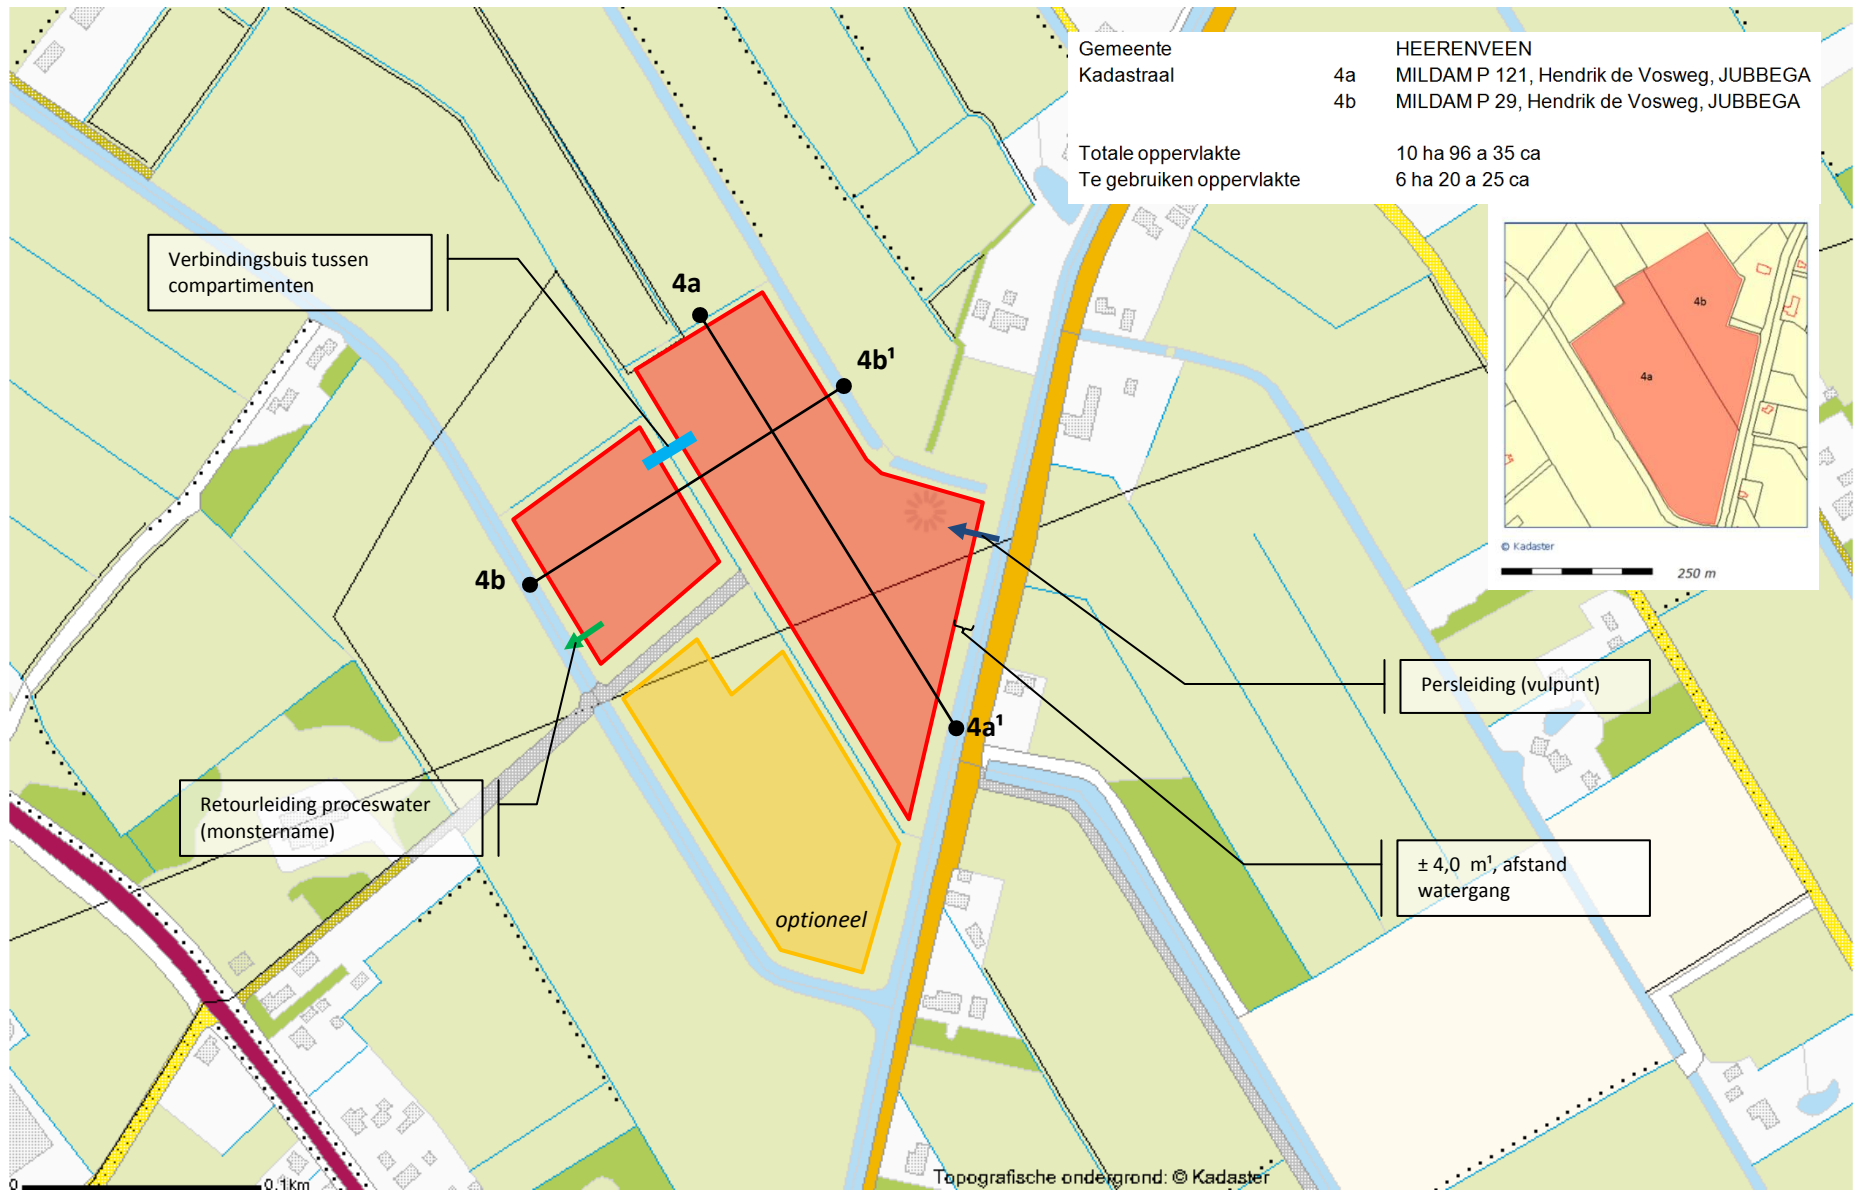 Gemeente HEERENVEEN
Kadastraal 4a MILDAM P 121, Hendrik de Vosweg, JUBBEGA
4b MILDAM P 29, Hendrik de Vosweg, JUBBEGA
Totale oppervlakte 10 ha 96 a 35 ca
Te gebruiken oppervlakte 6 ha 20 a 25 ca
Verbindingsbuis tussen
compartimenten
4a
4b¹
4b
4a¹
4b
4a
© Kadaster
250 m
Persleiding (vulpunt)
Retourleiding proceswater
(monstername)
± 4,0 m¹, afstand
watergang
optioneel
Topografische ondergrond: © Kadaster
0 0.1km